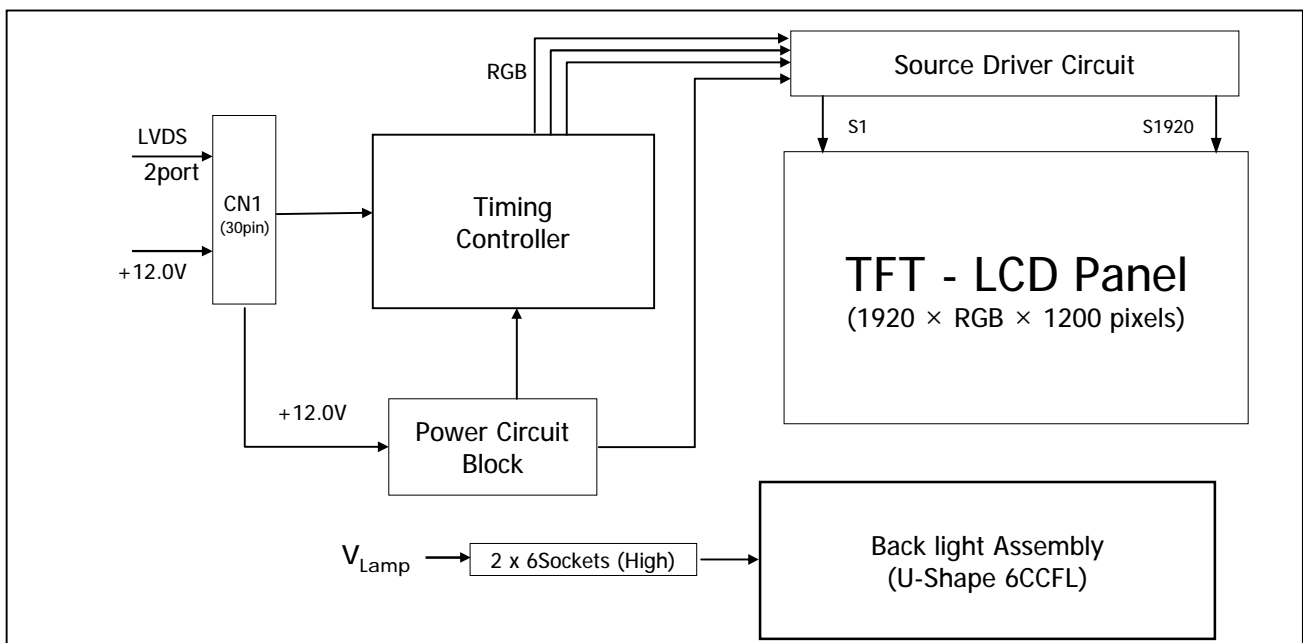 RGB
Source Driver Circuit
S1
S1920
LVDS
2port
CN1
(30pin)
+12.0V
Timing
Controller
TFT - LCD Panel
(1920 × RGB × 1200 pixels)
+12.0V
Power Circuit
Block
VLamp
2 x 6Sockets (High)
Back light Assembly
(U-Shape 6CCFL)